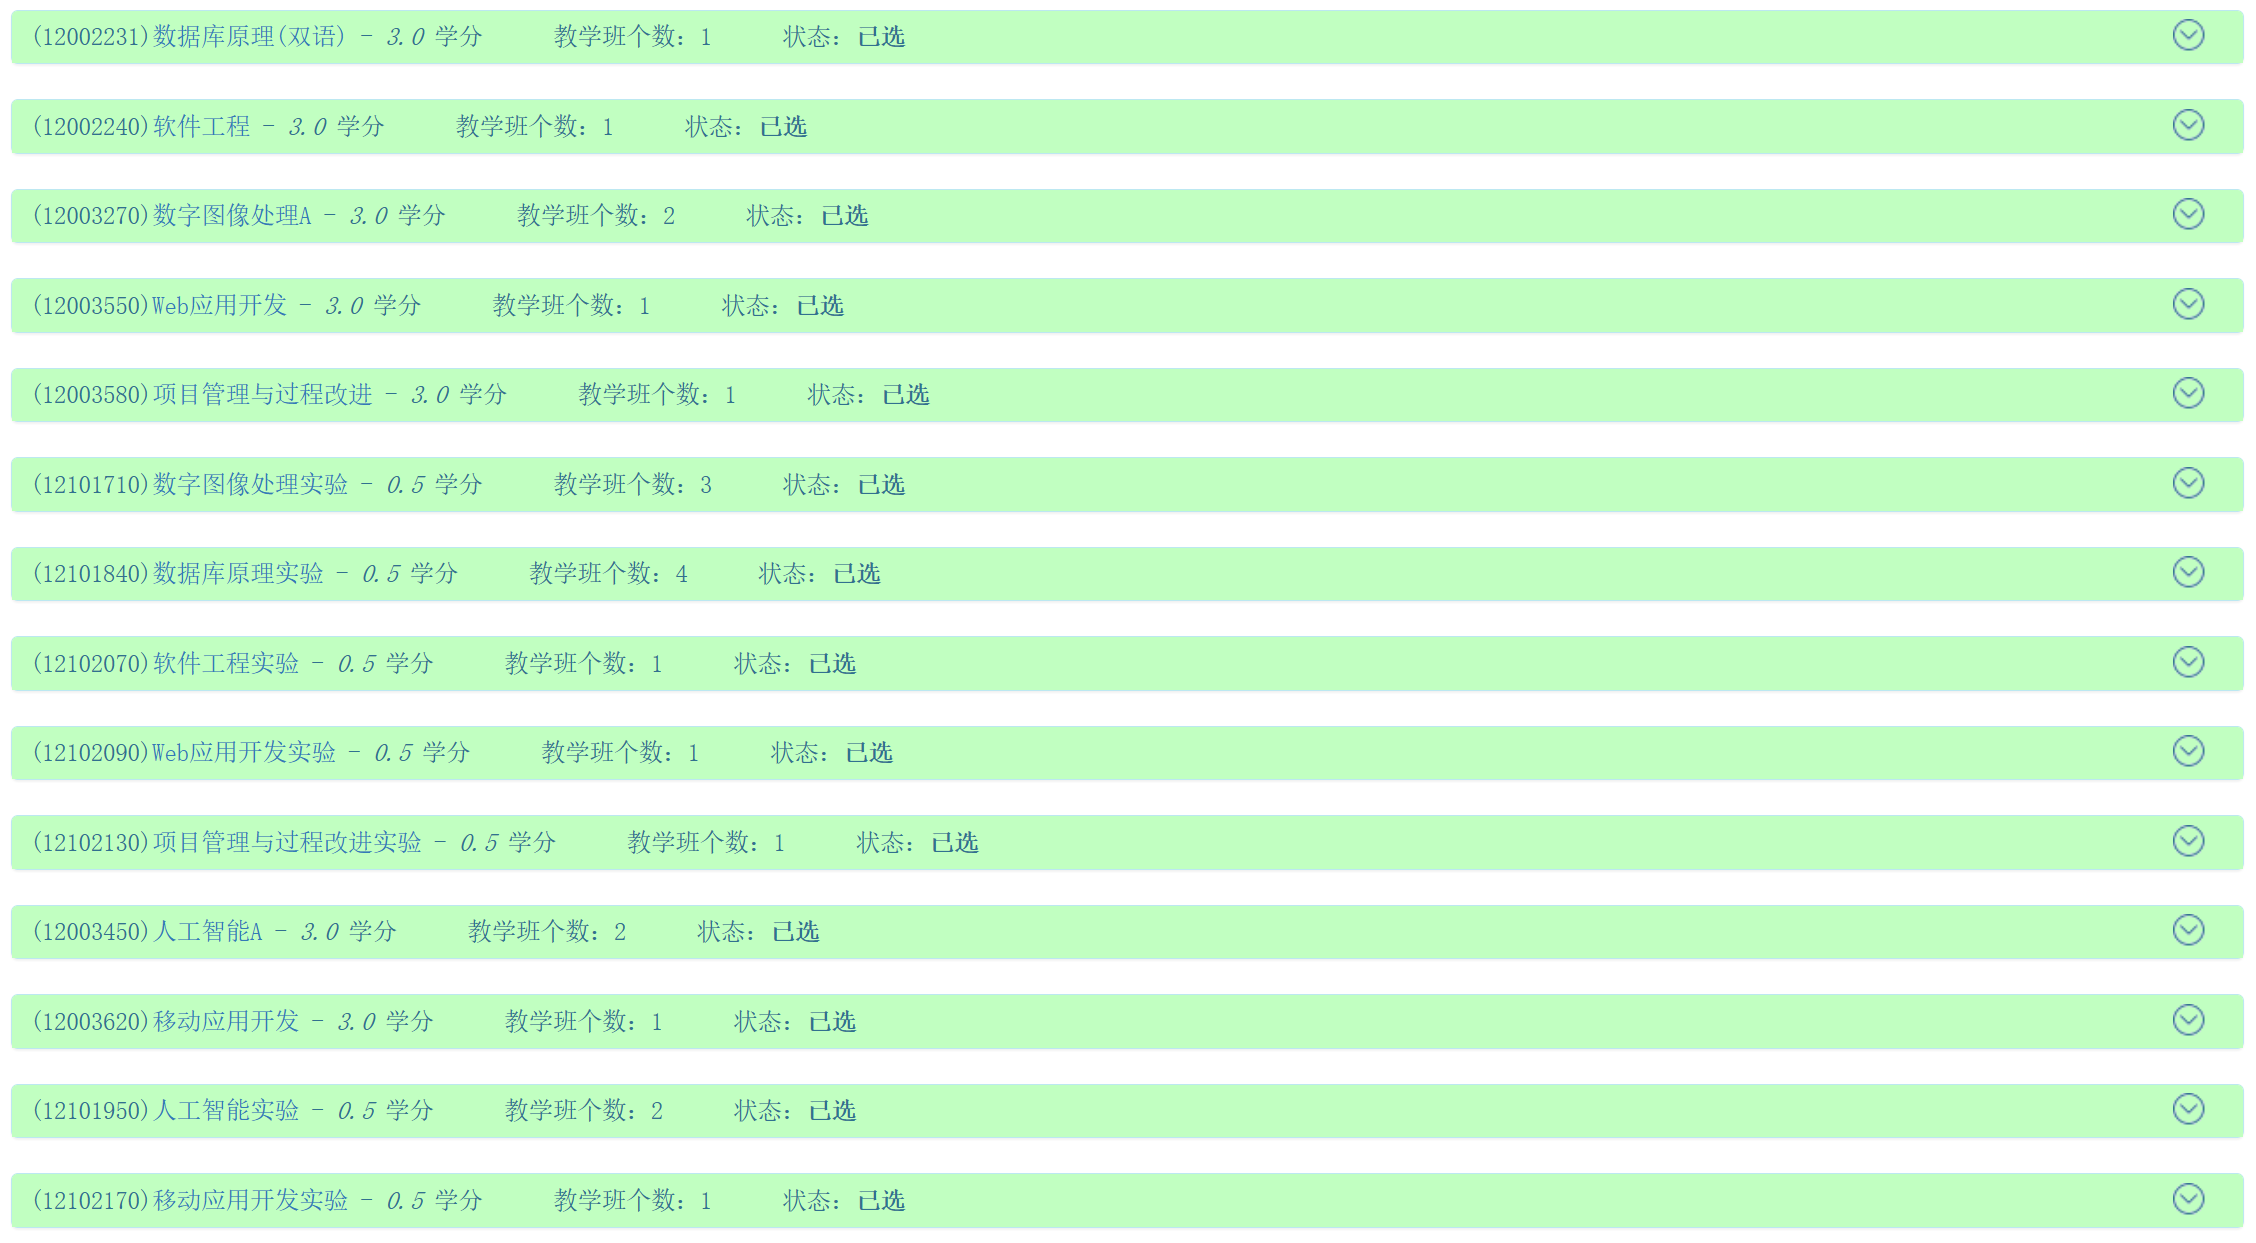 (12002231)数据库原理(双语) - 3.0 学分 教学班个数：1 状态：已选
(12002240)软件工程 - 3.0 学分 教学班个数：1 状态：已选
(12003270)数字图像处理A - 3.0 学分 教学班个数：2 状态：已选
(12003550)Web应用开发 - 3.0 学分 教学班个数：1 状态：已选
(12003580)项目管理与过程改进 - 3.0 学分 教学班个数：1 状态：已选
(12101710)数字图像处理实验 - 0.5 学分 教学班个数：3 状态：已选
(12101840)数据库原理实验 - 0.5 学分 教学班个数：4 状态：已选
(12102070)软件工程实验 - 0.5 学分 教学班个数：1 状态：已选
(12102090)Web应用开发实验 - 0.5 学分 教学班个数：1 状态：已选
(12102130)项目管理与过程改进实验 - 0.5 学分 教学班个数：1 状态：已选
(12003450)人工智能A - 3.0 学分 教学班个数：2 状态：已选
(12003620)移动应用开发 - 3.0 学分 教学班个数：1 状态：已选
(12101950)人工智能实验 - 0.5 学分 教学班个数：2 状态：已选
(12102170)移动应用开发实验 - 0.5 学分 教学班个数：1 状态：已选